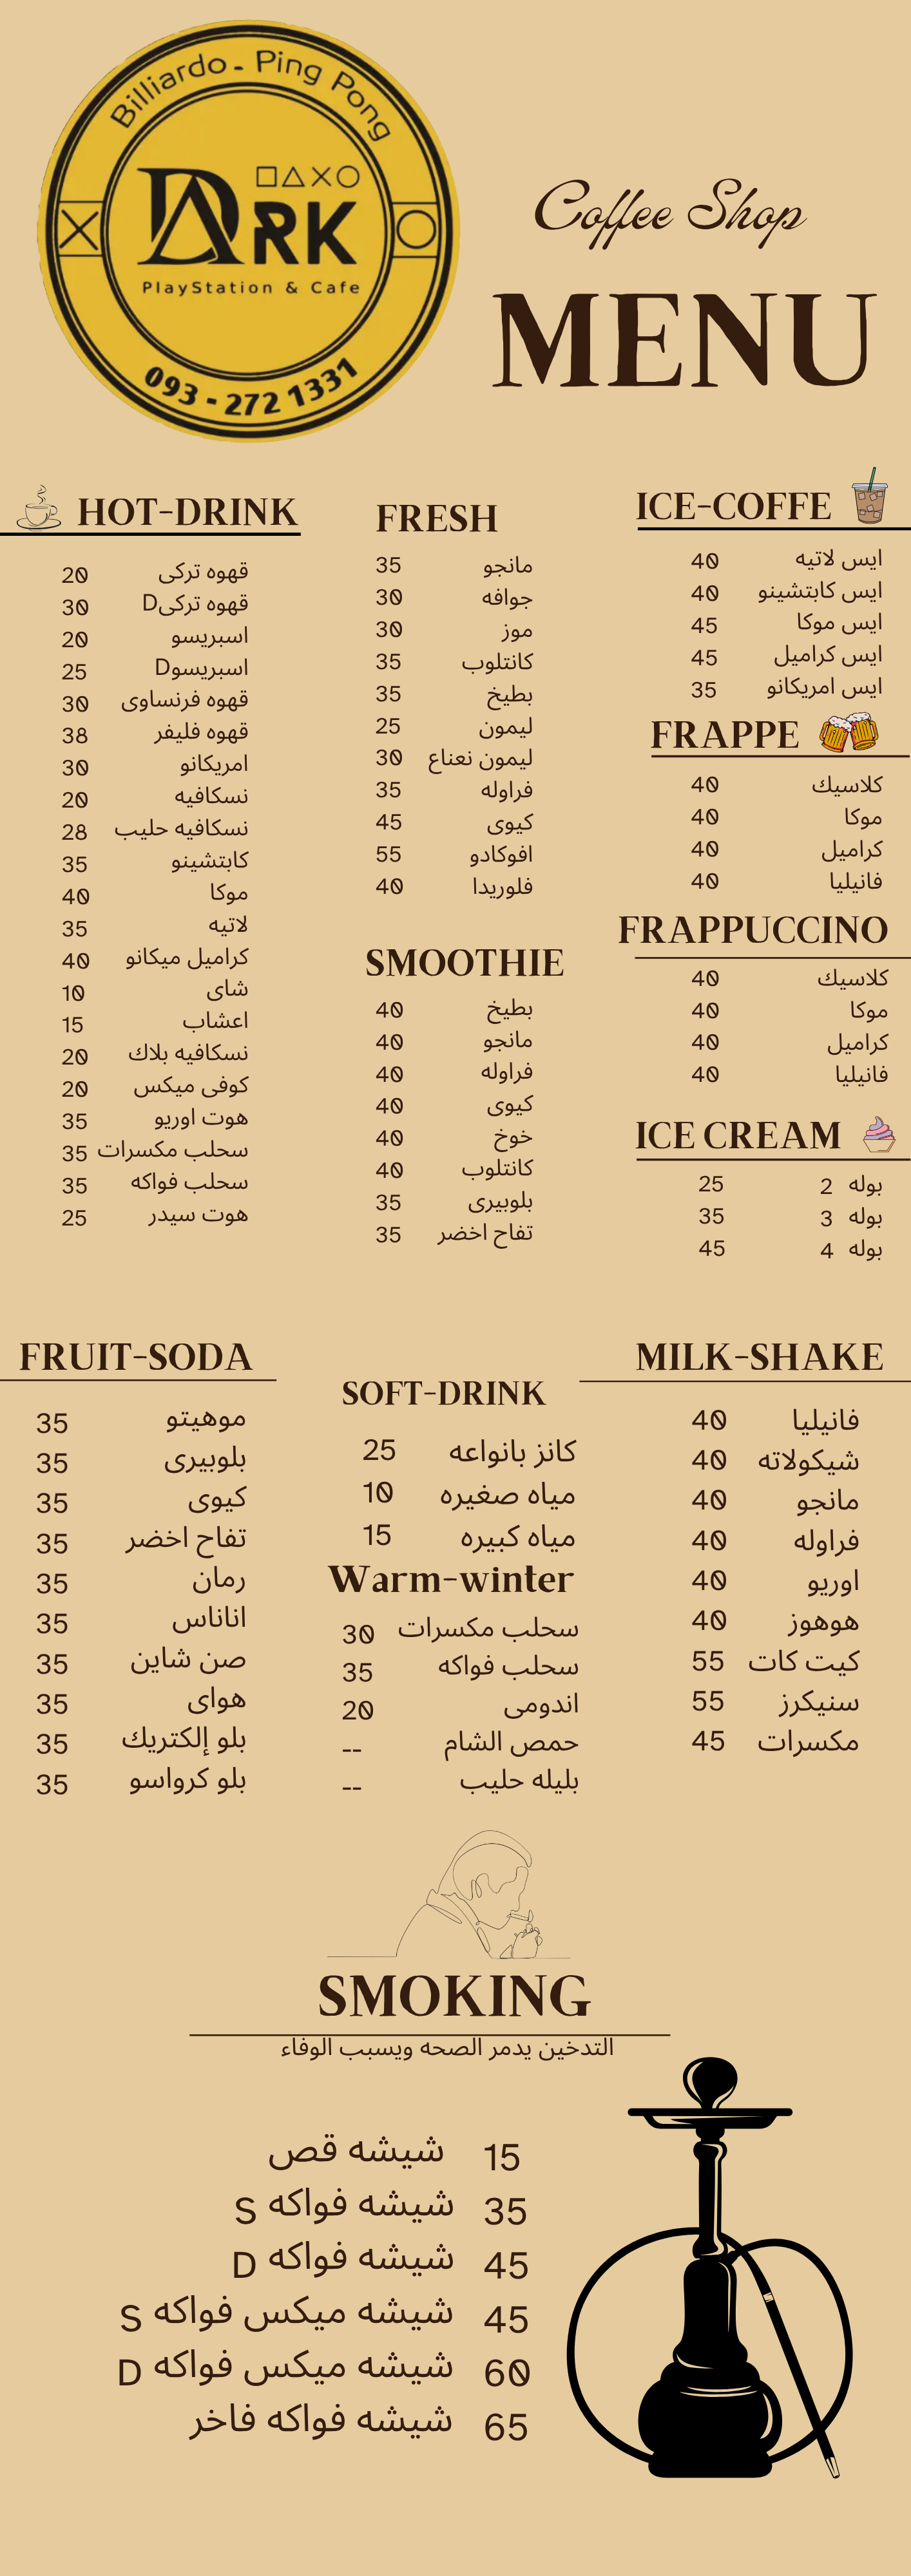 Billiardo - Ping Pong
DARK
PlayStation & Cafe
093 - 272 1331
Coffee Shop
MENU
HOT-DRINK
قهوه تركى 20
قهوه تركىD 30
اسبريسو 20
اسبريسوD 25
قهوه فرنساوى 30
قهوه فليفر 38
امريكانو 30
نسكافيه 20
نسكافيه حليب 28
كابتشينو 35
موكا 40
لاتيه 35
كراميل ميكانو 40
شاى 10
اعشاب 15
نسكافيه بلاك 20
كوفى ميكس 20
هوت اوريو 35
سحلب مكسرات 35
سحلب فواكه 35
هوت سيدر 25
FRESH
مانجو 35
جوافه 30
موز 30
كانتلوب 35
بطيخ 35
ليمون 25
ليمون نعناع 30
فراوله 35
كيوى 45
افوكادو 55
فلوريدا 40
SMOOTHIE
بطيخ 40
مانجو 40
فراوله 40
كيوى 40
خوخ 40
كانتلوب 40
بلوبيرى 35
تفاح اخضر 35
ICE-COFFE
ايس لاتيه 40
ايس كابتشينو 40
ايس موكا 45
ايس كراميل 45
ايس امريكانو 35
FRAPPE
كلاسيك 40
موكا 40
كراميل 40
فانيليا 40
FRAPPUCCINO
كلاسيك 40
موكا 40
كراميل 40
فانيليا 40
ICE CREAM
بوله 2 25
بوله 3 35
بوله 4 45
FRUIT-SODA
موهيتو 35
بلوبيرى 35
كيوى 35
تفاح اخضر 35
رمان 35
اناناس 35
صن شاين 35
هواى 35
بلو إلكتريك 35
بلو كرواسو 35
SOFT-DRINK
كانز بانواعه 25
مياه صغيره 10
مياه كبيره 15
Warm-winter
سحلب مكسرات 30
سحلب فواكه 35
اندومى 20
حمص الشام --
بليله حليب --
MILK-SHAKE
فانيليا 40
شيكولاته 40
مانجو 40
فراوله 40
اوريو 40
هوهوز 40
كيت كات 55
سنيكرز 55
مكسرات 45
SMOKING
التدخين يدمر الصحه ويسبب الوفاء
شيشه قص 15
شيشه فواكه S 35
شيشه فواكه D 45
شيشه ميكس فواكه S 45
شيشه ميكس فواكه D 60
شيشه فواكه فاخر 65